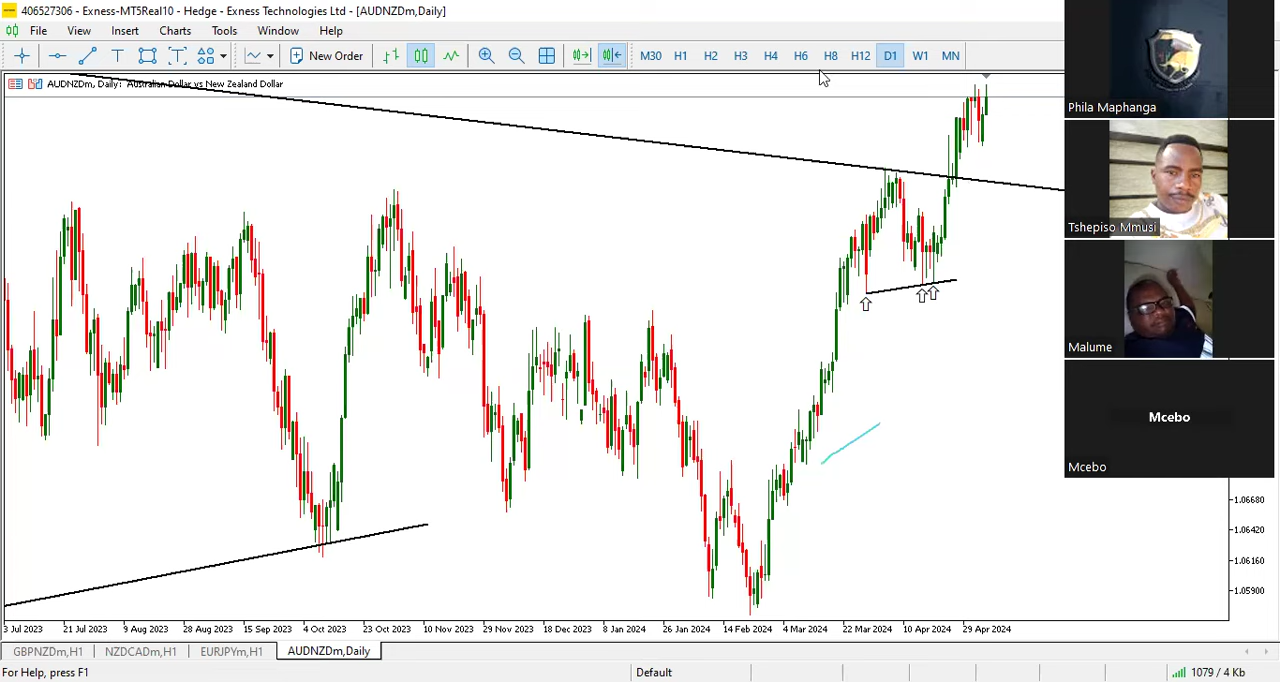 406527306 - Exness-MT5Real10 - Hedge - Exness Technologies Ltd - [AUDNZDm,Daily]
File View Insert Charts Tools Window Help
New Order M30 H1 H2 H3 H4 H6 H8 H12 D1 W1 MN
AUDNZDm, Daily: Australian Dollar vs New Zealand Dollar
Phila Maphanga
Tshepiso Mmusi
Malume
Mcebo
Mcebo
1.06680
1.06420
1.06160
1.05900
3 Jul 2023 21 Jul 2023 9 Aug 2023 28 Aug 2023 15 Sep 2023 4 Oct 2023 23 Oct 2023 10 Nov 2023 29 Nov 2023 18 Dec 2023 8 Jan 2024 26 Jan 2024 14 Feb 2024 4 Mar 2024 22 Mar 2024 10 Apr 2024 29 Apr 2024
GBPNZDm,H1 NZDCADm,H1 EURJPYm,H1 AUDNZDm,Daily
For Help, press F1 Default 1079 / 4 Kb